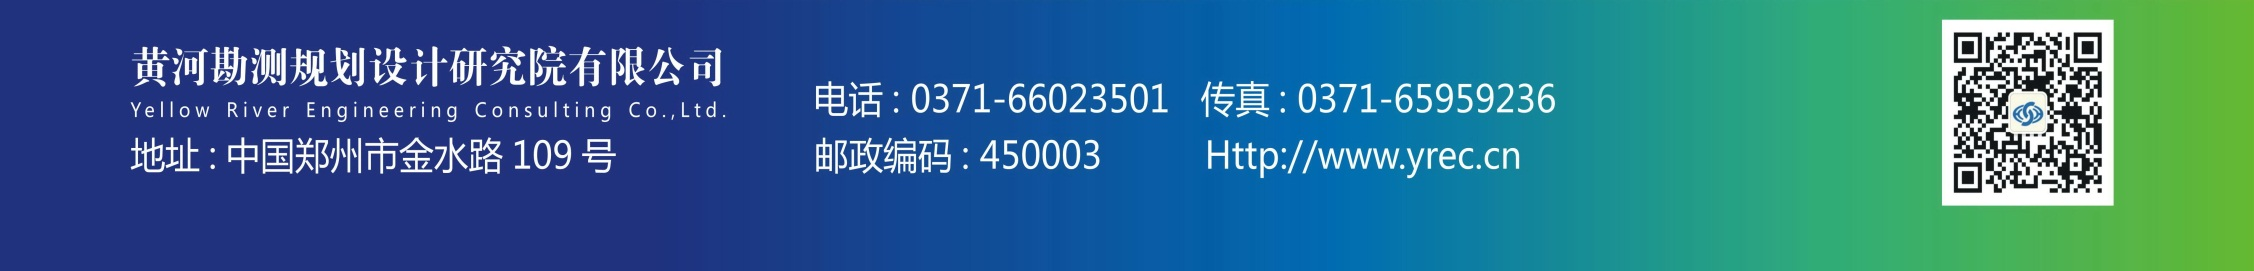 黄河勘测规划设计研究院有限公司
Yellow River Engineering Consulting Co.,Ltd.
地址：中国郑州市金水路 109 号
电话：0371-66023501 传真：0371-65959236
邮政编码：450003 Http://www.yrec.cn